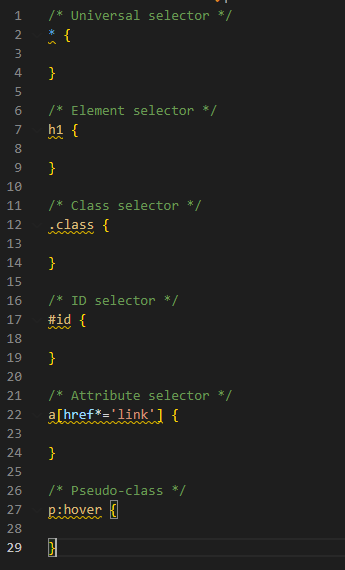 1 /* Universal selector */
2 * {
3
4 }
5
6 /* Element selector */
7 h1 {
8
9 }
10
11 /* Class selector */
12 .class {
13
14 }
15
16 /* ID selector */
17 #id {
18
19 }
20
21 /* Attribute selector */
22 a[href*='link'] {
23
24 }
25
26 /* Pseudo-class */
27 p:hover {
28
29 }